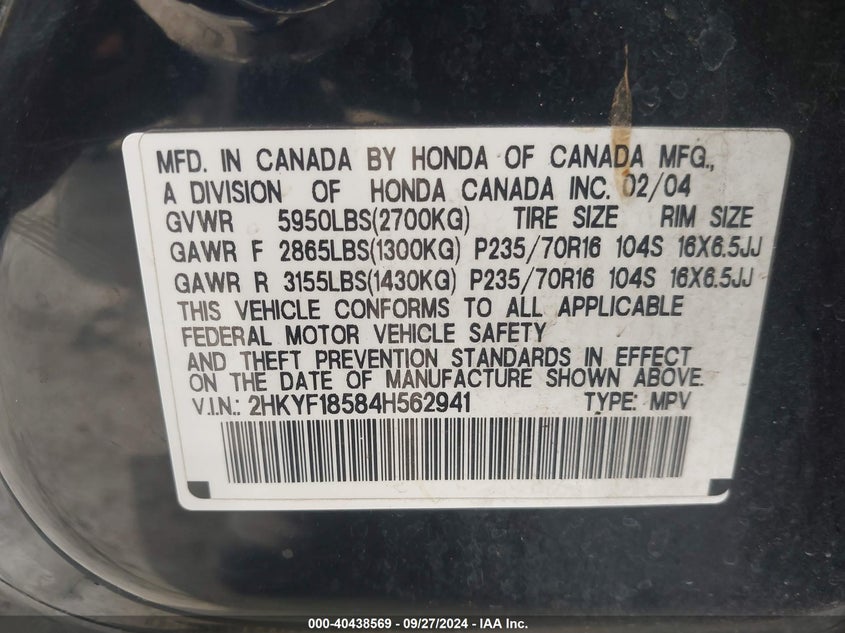 MFD. IN CANADA BY HONDA OF CANADA MFG.,
A DIVISION OF HONDA CANADA INC. 02/04
GVWR 5950LBS(2700KG) TIRE SIZE RIM SIZE
GAWR F 2865LBS(1300KG) P235/70R16 104S 16X6.5JJ
GAWR R 3155LBS(1430KG) P235/70R16 104S 16X6.5JJ
THIS VEHICLE CONFORMS TO ALL APPLICABLE
FEDERAL MOTOR VEHICLE SAFETY
AND THEFT PREVENTION STANDARDS IN EFFECT
ON THE DATE OF MANUFACTURE SHOWN ABOVE.
V.I.N.: 2HKYF18584H562941 TYPE: MPV
000-40438569 - 09/27/2024 - IAA Inc.